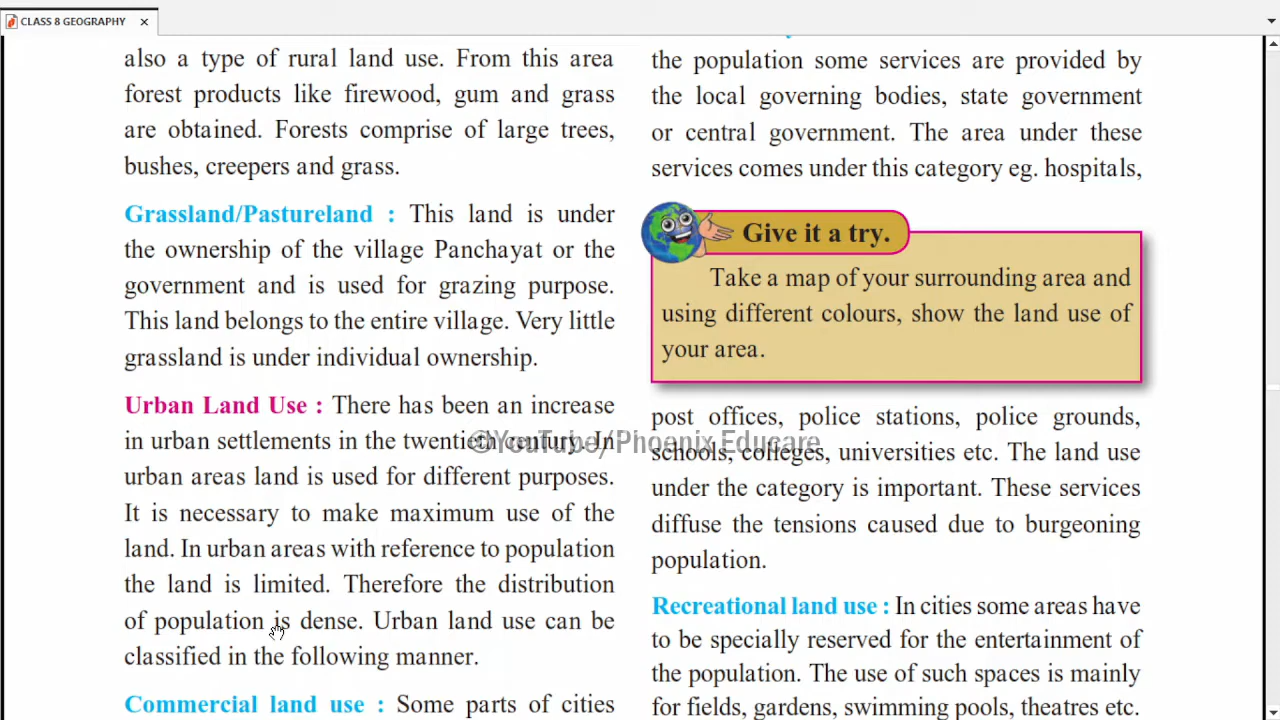 CLASS 8 GEOGRAPHY
also a type of rural land use. From this area
forest products like firewood, gum and grass
are obtained. Forests comprise of large trees,
bushes, creepers and grass.
Grassland/Pastureland : This land is under
the ownership of the village Panchayat or the
government and is used for grazing purpose.
This land belongs to the entire village. Very little
grassland is under individual ownership.
Urban Land Use : There has been an increase
in urban settlements in the twentieth century. In
urban areas land is used for different purposes.
It is necessary to make maximum use of the
land. In urban areas with reference to population
the land is limited. Therefore the distribution
of population is dense. Urban land use can be
classified in the following manner.
Commercial land use : Some parts of cities
the population some services are provided by
the local governing bodies, state government
or central government. The area under these
services comes under this category eg. hospitals,
Give it a try.
Take a map of your surrounding area and
using different colours, show the land use of
your area.
post offices, police stations, police grounds,
©YouTube/Phoenix Educare
schools, colleges, universities etc. The land use
under the category is important. These services
diffuse the tensions caused due to burgeoning
population.
Recreational land use : In cities some areas have
to be specially reserved for the entertainment of
the population. The use of such spaces is mainly
for fields, gardens, swimming pools, theatres etc.